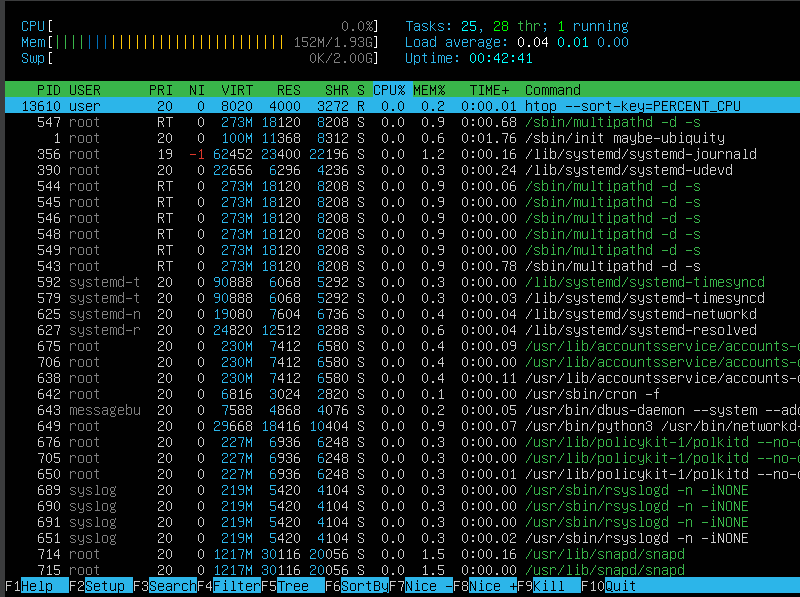 CPU[ 0.0%] Tasks: 25, 28 thr; 1 running
Mem[||||||||||||||||||||||||||||| 152M/1.93G] Load average: 0.04 0.01 0.00
Swp[ 0K/2.00G] Uptime: 00:42:41
PID USER PRI NI VIRT RES SHR S CPU% MEM% TIME+ Command
13610 user 20 0 8020 4000 3272 R 0.0 0.2 0:00.01 htop --sort-key=PERCENT_CPU
547 root RT 0 273M 18120 8208 S 0.0 0.9 0:00.68 /sbin/multipathd -d -s
1 root 20 0 100M 11368 8312 S 0.0 0.6 0:01.76 /sbin/init maybe-ubiquity
356 root 19 -1 62452 23400 22196 S 0.0 1.2 0:00.16 /lib/systemd/systemd-journald
390 root 20 0 22656 6296 4236 S 0.0 0.3 0:00.24 /lib/systemd/systemd-udevd
544 root RT 0 273M 18120 8208 S 0.0 0.9 0:00.06 /sbin/multipathd -d -s
545 root RT 0 273M 18120 8208 S 0.0 0.9 0:00.00 /sbin/multipathd -d -s
546 root RT 0 273M 18120 8208 S 0.0 0.9 0:00.00 /sbin/multipathd -d -s
548 root RT 0 273M 18120 8208 S 0.0 0.9 0:00.00 /sbin/multipathd -d -s
549 root RT 0 273M 18120 8208 S 0.0 0.9 0:00.00 /sbin/multipathd -d -s
543 root RT 0 273M 18120 8208 S 0.0 0.9 0:00.78 /sbin/multipathd -d -s
592 systemd-t 20 0 90888 6068 5292 S 0.0 0.3 0:00.00 /lib/systemd/systemd-timesyncd
579 systemd-t 20 0 90888 6068 5292 S 0.0 0.3 0:00.03 /lib/systemd/systemd-timesyncd
625 systemd-n 20 0 19080 7604 6736 S 0.0 0.4 0:00.04 /lib/systemd/systemd-networkd
627 systemd-r 20 0 24820 12512 8288 S 0.0 0.6 0:00.04 /lib/systemd/systemd-resolved
675 root 20 0 230M 7412 6580 S 0.0 0.4 0:00.09 /usr/lib/accountsservice/accounts-
706 root 20 0 230M 7412 6580 S 0.0 0.4 0:00.00 /usr/lib/accountsservice/accounts-
638 root 20 0 230M 7412 6580 S 0.0 0.4 0:00.11 /usr/lib/accountsservice/accounts-
642 root 20 0 6816 3024 2820 S 0.0 0.1 0:00.00 /usr/sbin/cron -f
643 messagebu 20 0 7588 4868 4076 S 0.0 0.2 0:00.05 /usr/bin/dbus-daemon --system --ad
649 root 20 0 29668 18416 10404 S 0.0 0.9 0:00.07 /usr/bin/python3 /usr/bin/networkd-
676 root 20 0 227M 6936 6248 S 0.0 0.3 0:00.00 /usr/lib/policykit-1/polkitd --no-
705 root 20 0 227M 6936 6248 S 0.0 0.3 0:00.00 /usr/lib/policykit-1/polkitd --no-
650 root 20 0 227M 6936 6248 S 0.0 0.3 0:00.01 /usr/lib/policykit-1/polkitd --no-
689 syslog 20 0 219M 5420 4104 S 0.0 0.3 0:00.00 /usr/sbin/rsyslogd -n -iNONE
690 syslog 20 0 219M 5420 4104 S 0.0 0.3 0:00.00 /usr/sbin/rsyslogd -n -iNONE
691 syslog 20 0 219M 5420 4104 S 0.0 0.3 0:00.00 /usr/sbin/rsyslogd -n -iNONE
651 syslog 20 0 219M 5420 4104 S 0.0 0.3 0:00.02 /usr/sbin/rsyslogd -n -iNONE
714 root 20 0 1217M 30116 20056 S 0.0 1.5 0:00.16 /usr/lib/snapd/snapd
715 root 20 0 1217M 30116 20056 S 0.0 1.5 0:00.00 /usr/lib/snapd/snapd
F1Help F2Setup F3SearchF4FilterF5Tree F6SortByF7Nice -F8Nice +F9Kill F10Quit